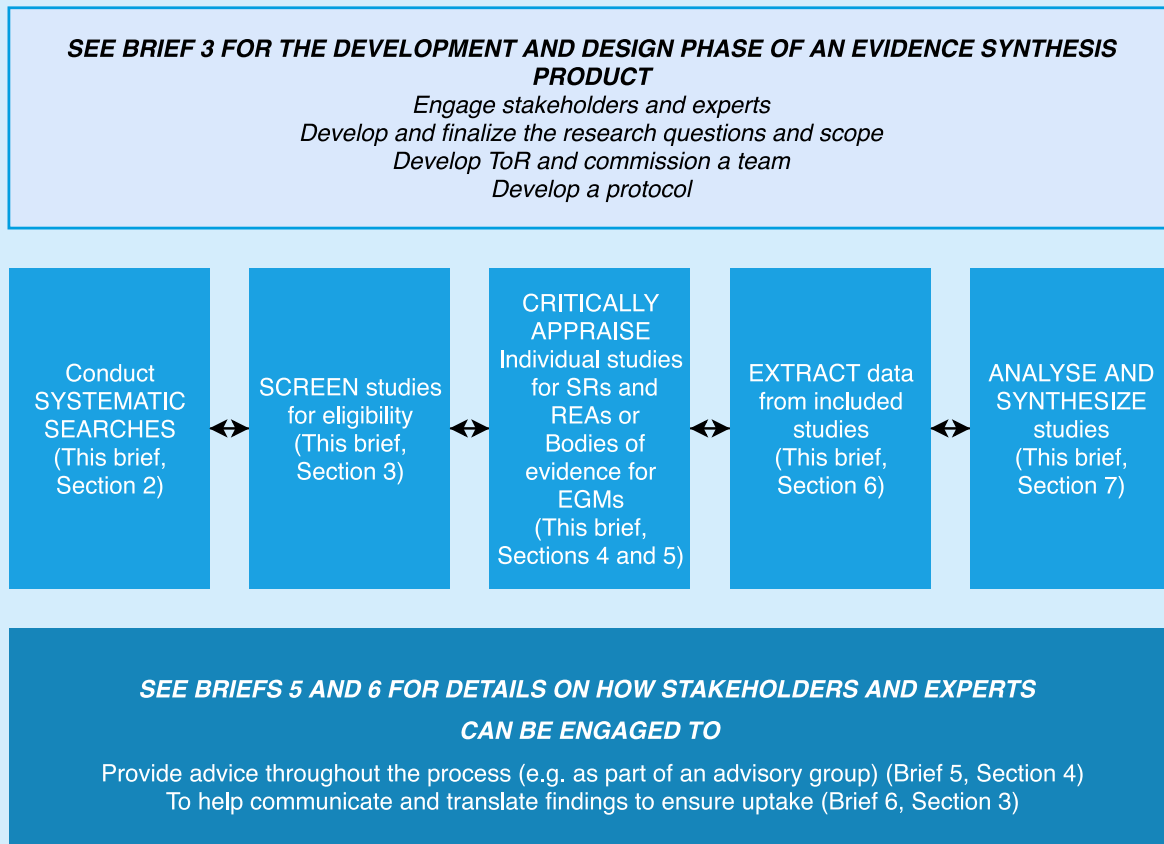 SEE BRIEF 3 FOR THE DEVELOPMENT AND DESIGN PHASE OF AN EVIDENCE SYNTHESIS
PRODUCT
Engage stakeholders and experts
Develop and finalize the research questions and scope
Develop ToR and commission a team
Develop a protocol
Conduct
SYSTEMATIC
SEARCHES
(This brief,
Section 2)
SCREEN studies
for eligibility
(This brief,
Section 3)
CRITICALLY
APPRAISE
Individual studies
for SRs and
REAs or
Bodies of
evidence for
EGMs
(This brief,
Sections 4 and 5)
EXTRACT data
from included
studies
(This brief,
Section 6)
ANALYSE AND
SYNTHESIZE
studies
(This brief,
Section 7)
SEE BRIEFS 5 AND 6 FOR DETAILS ON HOW STAKEHOLDERS AND EXPERTS
CAN BE ENGAGED TO
Provide advice throughout the process (e.g. as part of an advisory group) (Brief 5, Section 4)
To help communicate and translate findings to ensure uptake (Brief 6, Section 3)